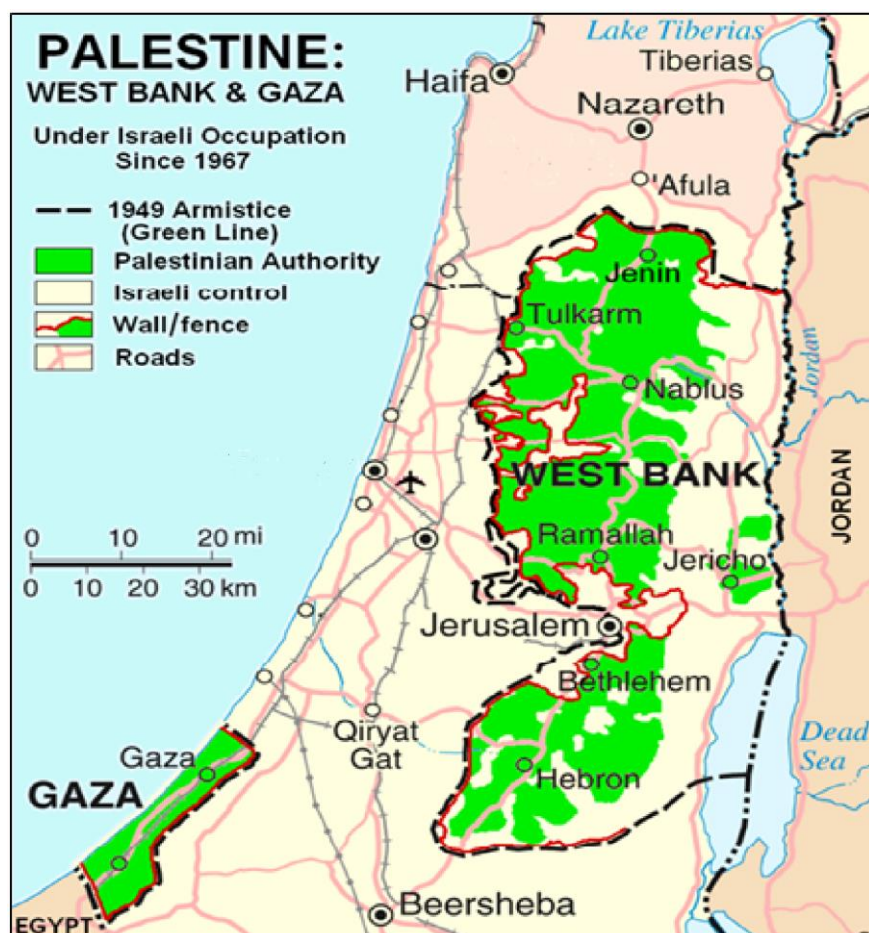 PALESTINE:
WEST BANK & GAZA
Under Israeli Occupation
Since 1967
1949 Armistice
(Green Line)
Palestinian Authority
Israeli control
Wall/fence
Roads
Lake Tiberias
Tiberias
Haifa
Nazareth
'Afula
Jenin
Tulkarm
Jordan
Nablus
WEST BANK
JORDAN
0 10 20 mi
0 10 20 30 km
Ramallah
Jericho
Jerusalem
Bethlehem
Qiryat
Gat
Dead
Sea
Gaza
GAZA
Hebron
Beersheba
EGYPT